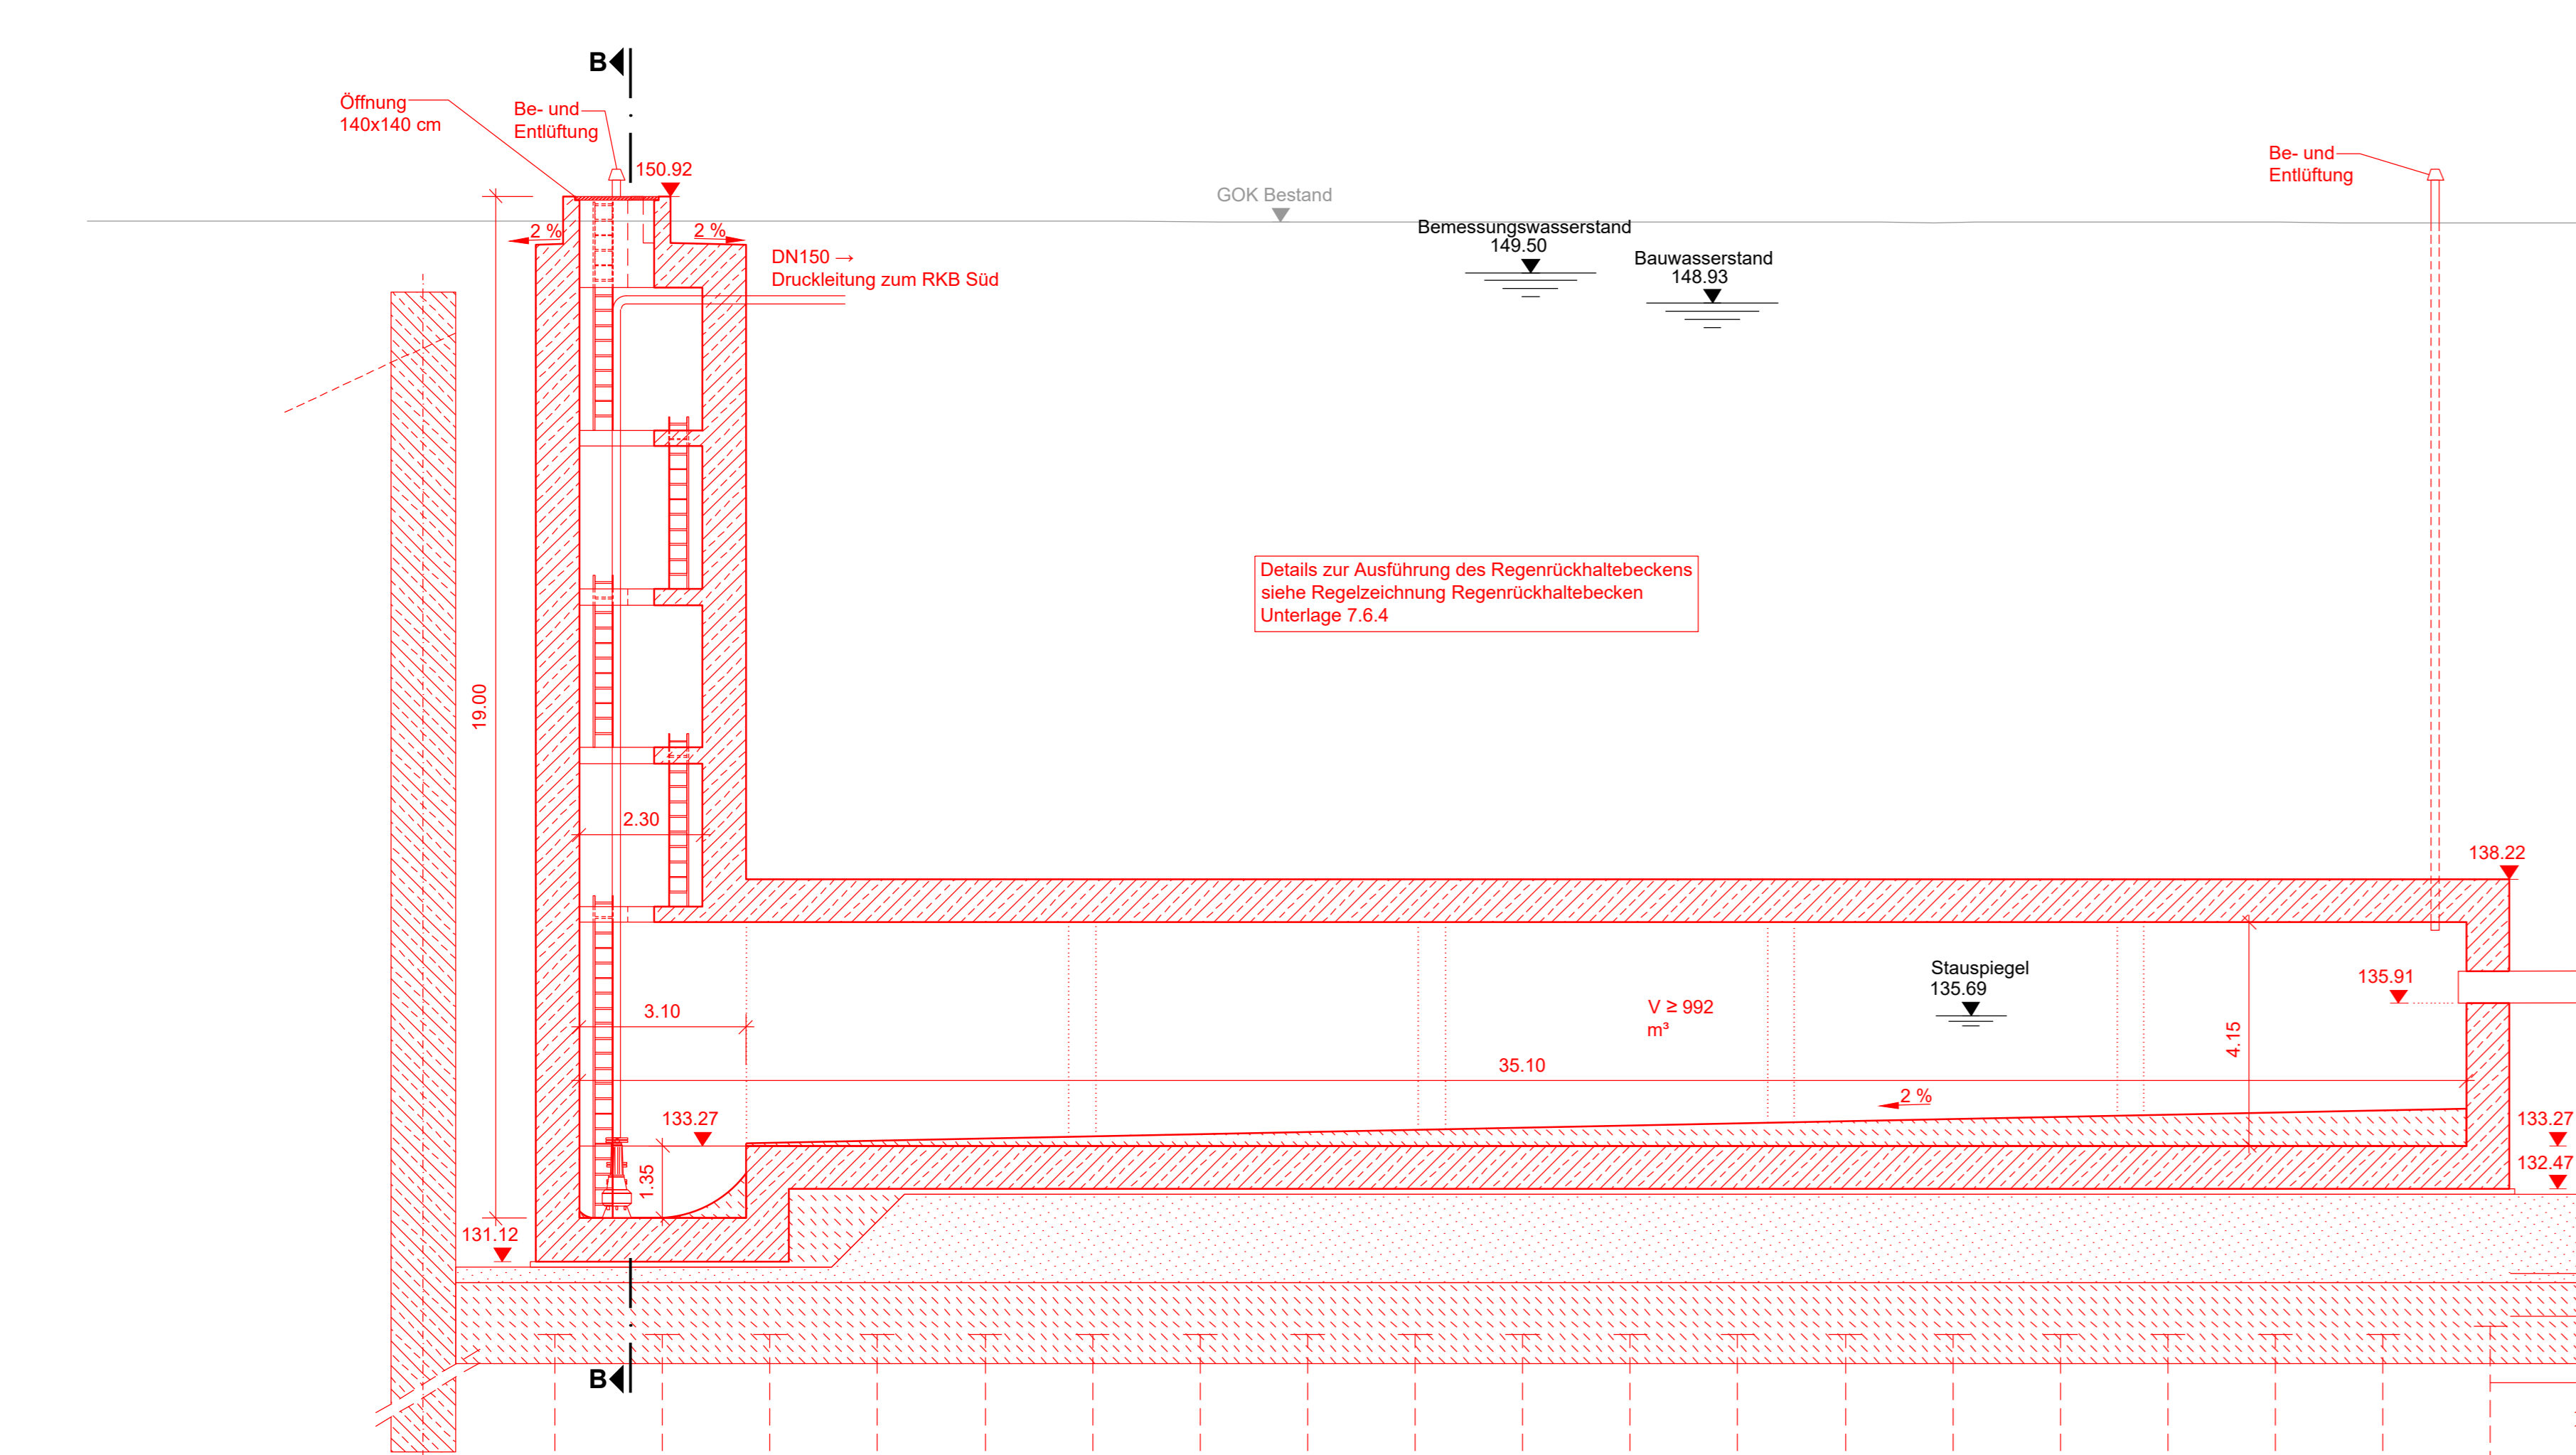 B
Öffnung
140x140 cm
Be- und
Entlüftung
150.92
2 %
2 %
DN150 →
Druckleitung zum RKB Süd
GOK Bestand
Bemessungswasserstand
149.50
Bauwasserstand
148.93
Be- und
Entlüftung
Details zur Ausführung des Regenrückhaltebeckens
siehe Regelzeichnung Regenrückhaltebecken
Unterlage 7.6.4
19.00
2.30
138.22
Stauspiegel
135.69
135.91
V ≥ 992
m³
3.10
4.15
35.10
2 %
133.27
133.27
1.35
132.47
131.12
B